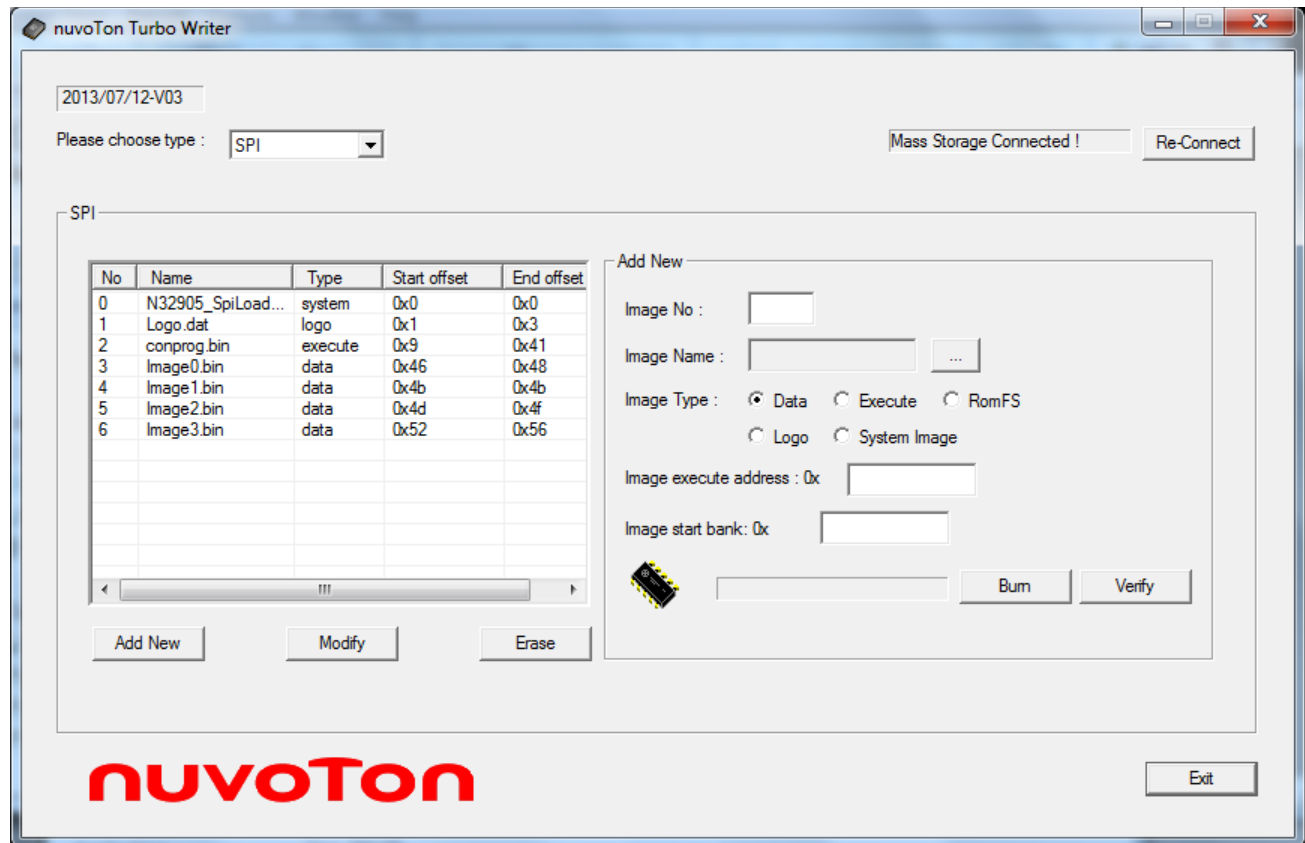 nuvoTon Turbo Writer
2013/07/12-V03
Please choose type : SPI
Mass Storage Connected ! Re-Connect
SPI
No Name Type Start offset End offset
0 N32905_SpiLoad... system 0x0 0x0
1 Logo.dat logo 0x1 0x3
2 conprog.bin execute 0x9 0x41
3 Image0.bin data 0x46 0x48
4 Image1.bin data 0x4b 0x4b
5 Image2.bin data 0x4d 0x4f
6 Image3.bin data 0x52 0x56
Add New Modify Erase
Add New
Image No :
Image Name : ...
Image Type : Data Execute RomFS
Logo System Image
Image execute address : 0x
Image start bank: 0x
Burn Verify
nuvoTon
Exit